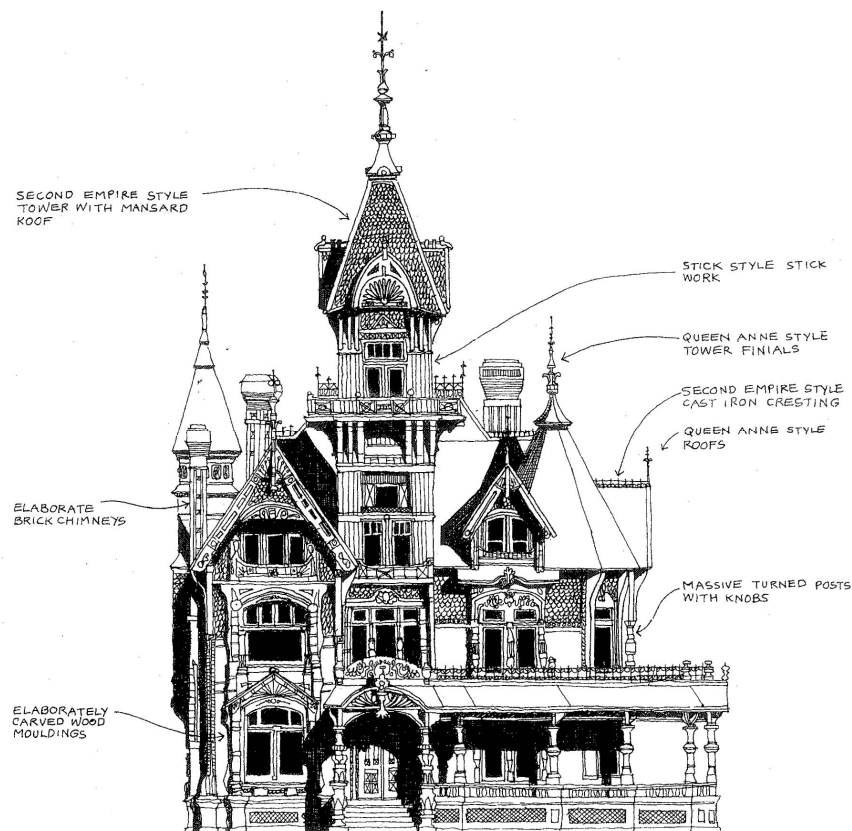 SECOND EMPIRE STYLE
TOWER WITH MANSARD
ROOF
STICK STYLE STICK
WORK
QUEEN ANNE STYLE
TOWER FINIALS
SECOND EMPIRE STYLE
CAST IRON CRESTING
QUEEN ANNE STYLE
ROOFS
ELABORATE
BRICK CHIMNEYS
MASSIVE TURNED POSTS
WITH KNOBS
ELABORATELY
CARVED WOOD
MOULDINGS